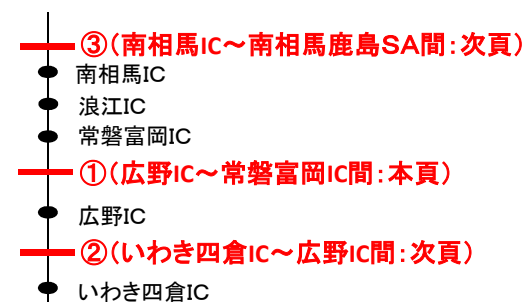 ③（南相馬IC～南相馬鹿島SA間：次頁）
南相馬IC
浪江IC
常磐富岡IC
①（広野IC～常磐富岡IC間：本頁）
広野IC
②（いわき四倉IC～広野IC間：次頁）
いわき四倉IC